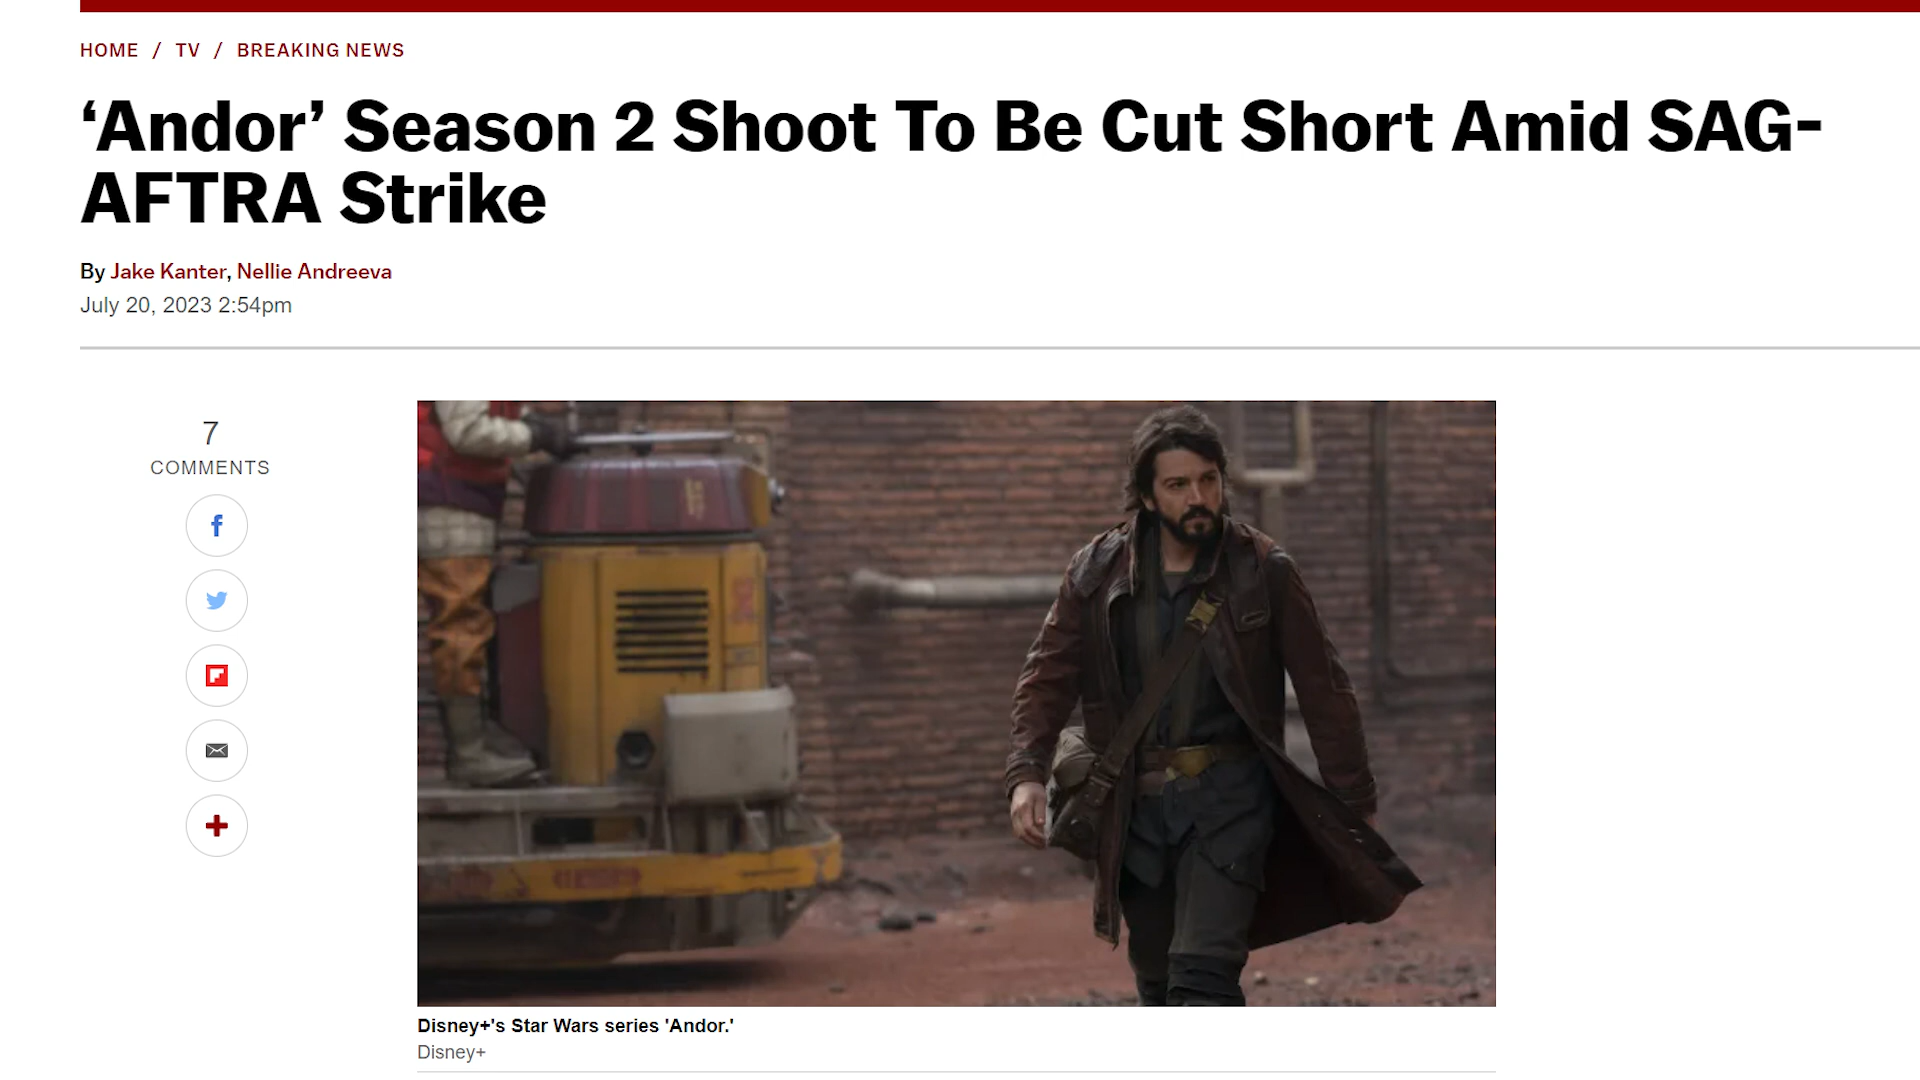 HOME / TV / BREAKING NEWS
‘Andor’ Season 2 Shoot To Be Cut Short Amid SAG-
AFTRA Strike
By Jake Kanter, Nellie Andreeva
July 20, 2023 2:54pm
7
COMMENTS
Disney+'s Star Wars series 'Andor.'
Disney+